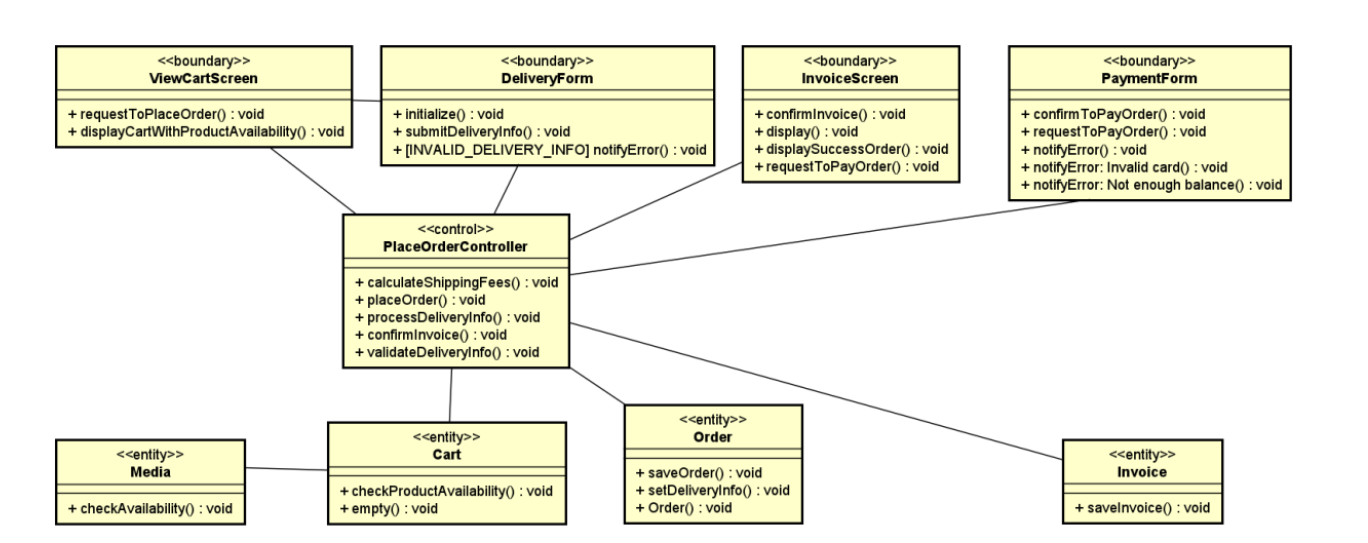 <<boundary>>
ViewCartScreen
+ requestToPlaceOrder() : void
+ displayCartWithProductAvailability() : void
<<boundary>>
DeliveryForm
+ initialize() : void
+ submitDeliveryInfo() : void
+ [INVALID_DELIVERY_INFO] notifyError() : void
<<boundary>>
InvoiceScreen
+ confirmInvoice() : void
+ display() : void
+ displaySuccessOrder() : void
+ requestToPayOrder() : void
<<boundary>>
PaymentForm
+ confirmToPayOrder() : void
+ requestToPayOrder() : void
+ notifyError() : void
+ notifyError: Invalid card() : void
+ notifyError: Not enough balance() : void
<<control>>
PlaceOrderController
+ calculateShippingFees() : void
+ placeOrder() : void
+ processDeliveryInfo() : void
+ confirmInvoice() : void
+ validateDeliveryInfo() : void
<<entity>>
Media
+ checkAvailability() : void
<<entity>>
Cart
+ checkProductAvailability() : void
+ empty() : void
<<entity>>
Order
+ saveOrder() : void
+ setDeliveryInfo() : void
+ Order() : void
<<entity>>
Invoice
+ saveInvoice() : void